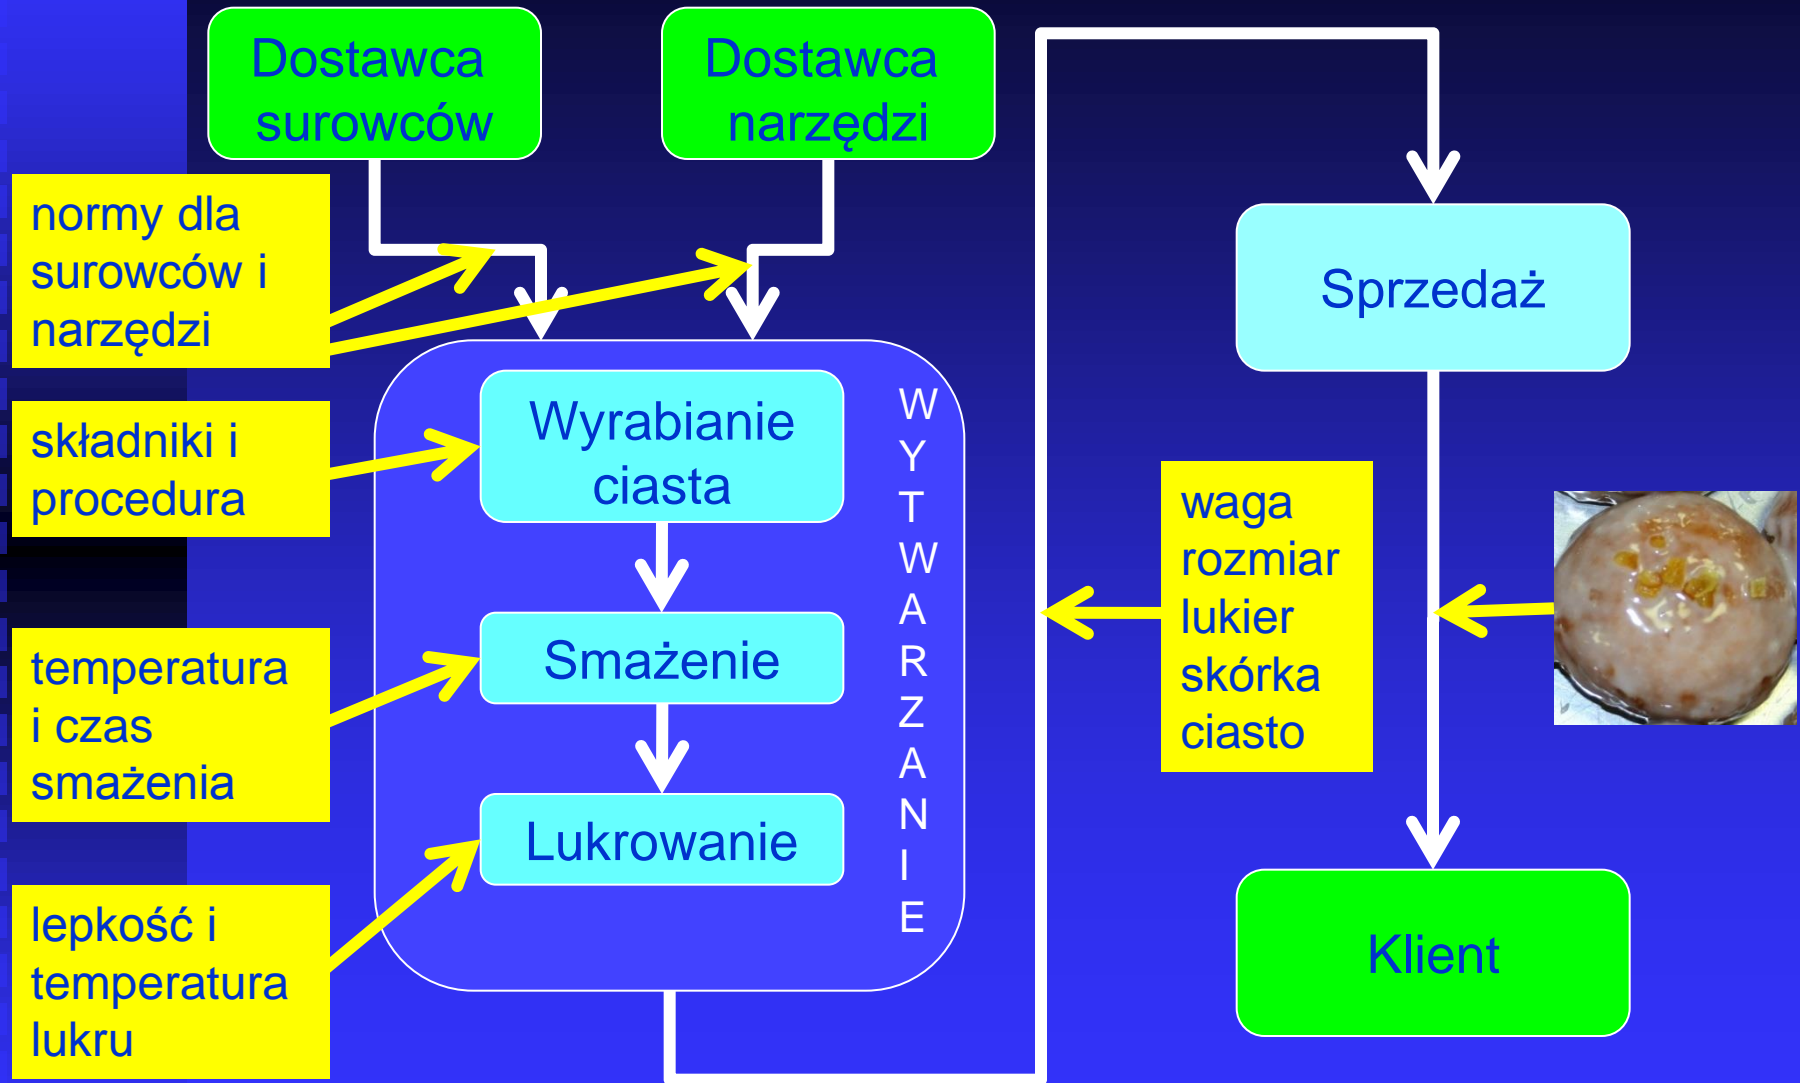 Dostawca
surowców
Dostawca
narzędzi
normy dla
surowców i
narzędzi
składniki i
procedura
temperatura
i czas
smażenia
lepkość i
temperatura
lukru
Wyrabianie
ciasta
Smażenie
Lukrowanie
W
Y
T
W
A
R
Z
A
N
I
E
Sprzedaż
waga
rozmiar
lukier
skórka
ciasto
Klient